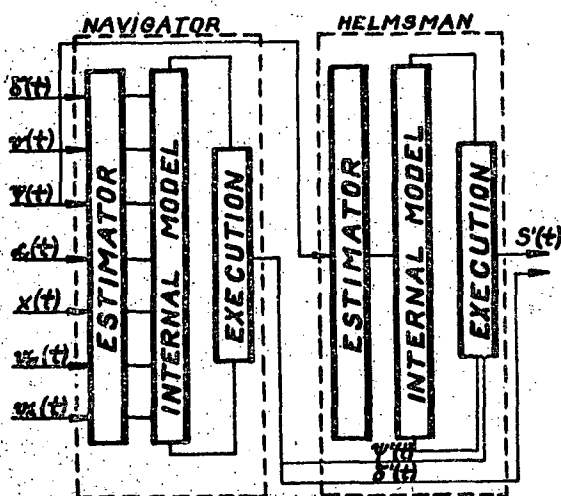 NAVIGATOR
HELMSMAN
δ(t)
ψ(t)
α(t)
x(t)
ESTIMATOR
INTERNAL MODEL
EXECUTION
ESTIMATOR
INTERNAL MODEL
EXECUTION
S'(t)
ψ'(t)
δ'(t)